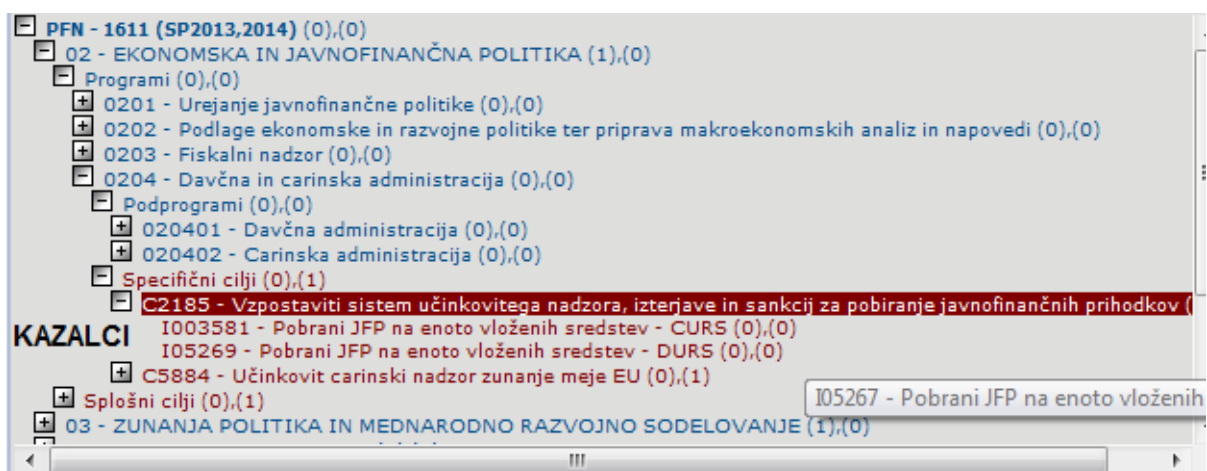 PFN - 1611 (SP2013,2014) (0),(0)
02 - EKONOMSKA IN JAVNOFINANČNA POLITIKA (1),(0)
Programi (0),(0)
0201 - Urejanje javnofinančne politike (0),(0)
0202 - Podlage ekonomske in razvojne politike ter priprava makroekonomskih analiz in napovedi (0),(0)
0203 - Fiskalni nadzor (0),(0)
0204 - Davčna in carinska administracija (0),(0)
Podprogrami (0),(0)
020401 - Davčna administracija (0),(0)
020402 - Carinska administracija (0),(0)
Specifični cilji (0),(1)
C2185 - Vzpostaviti sistem učinkovitega nadzora, izterjave in sankcij za pobiranje javnofinančnih prihodkov (
KAZALCI
I003581 - Pobrani JFP na enoto vloženih sredstev - CURS (0),(0)
I05269 - Pobrani JFP na enoto vloženih sredstev - DURS (0),(0)
C5884 - Učinkovit carinski nadzor zunanje meje EU (0),(1)
I05267 - Pobrani JFP na enoto vloženih
Splošni cilji (0),(1)
03 - ZUNANJA POLITIKA IN MEDNARODNO RAZVOJNO SODELOVANJE (1),(0)